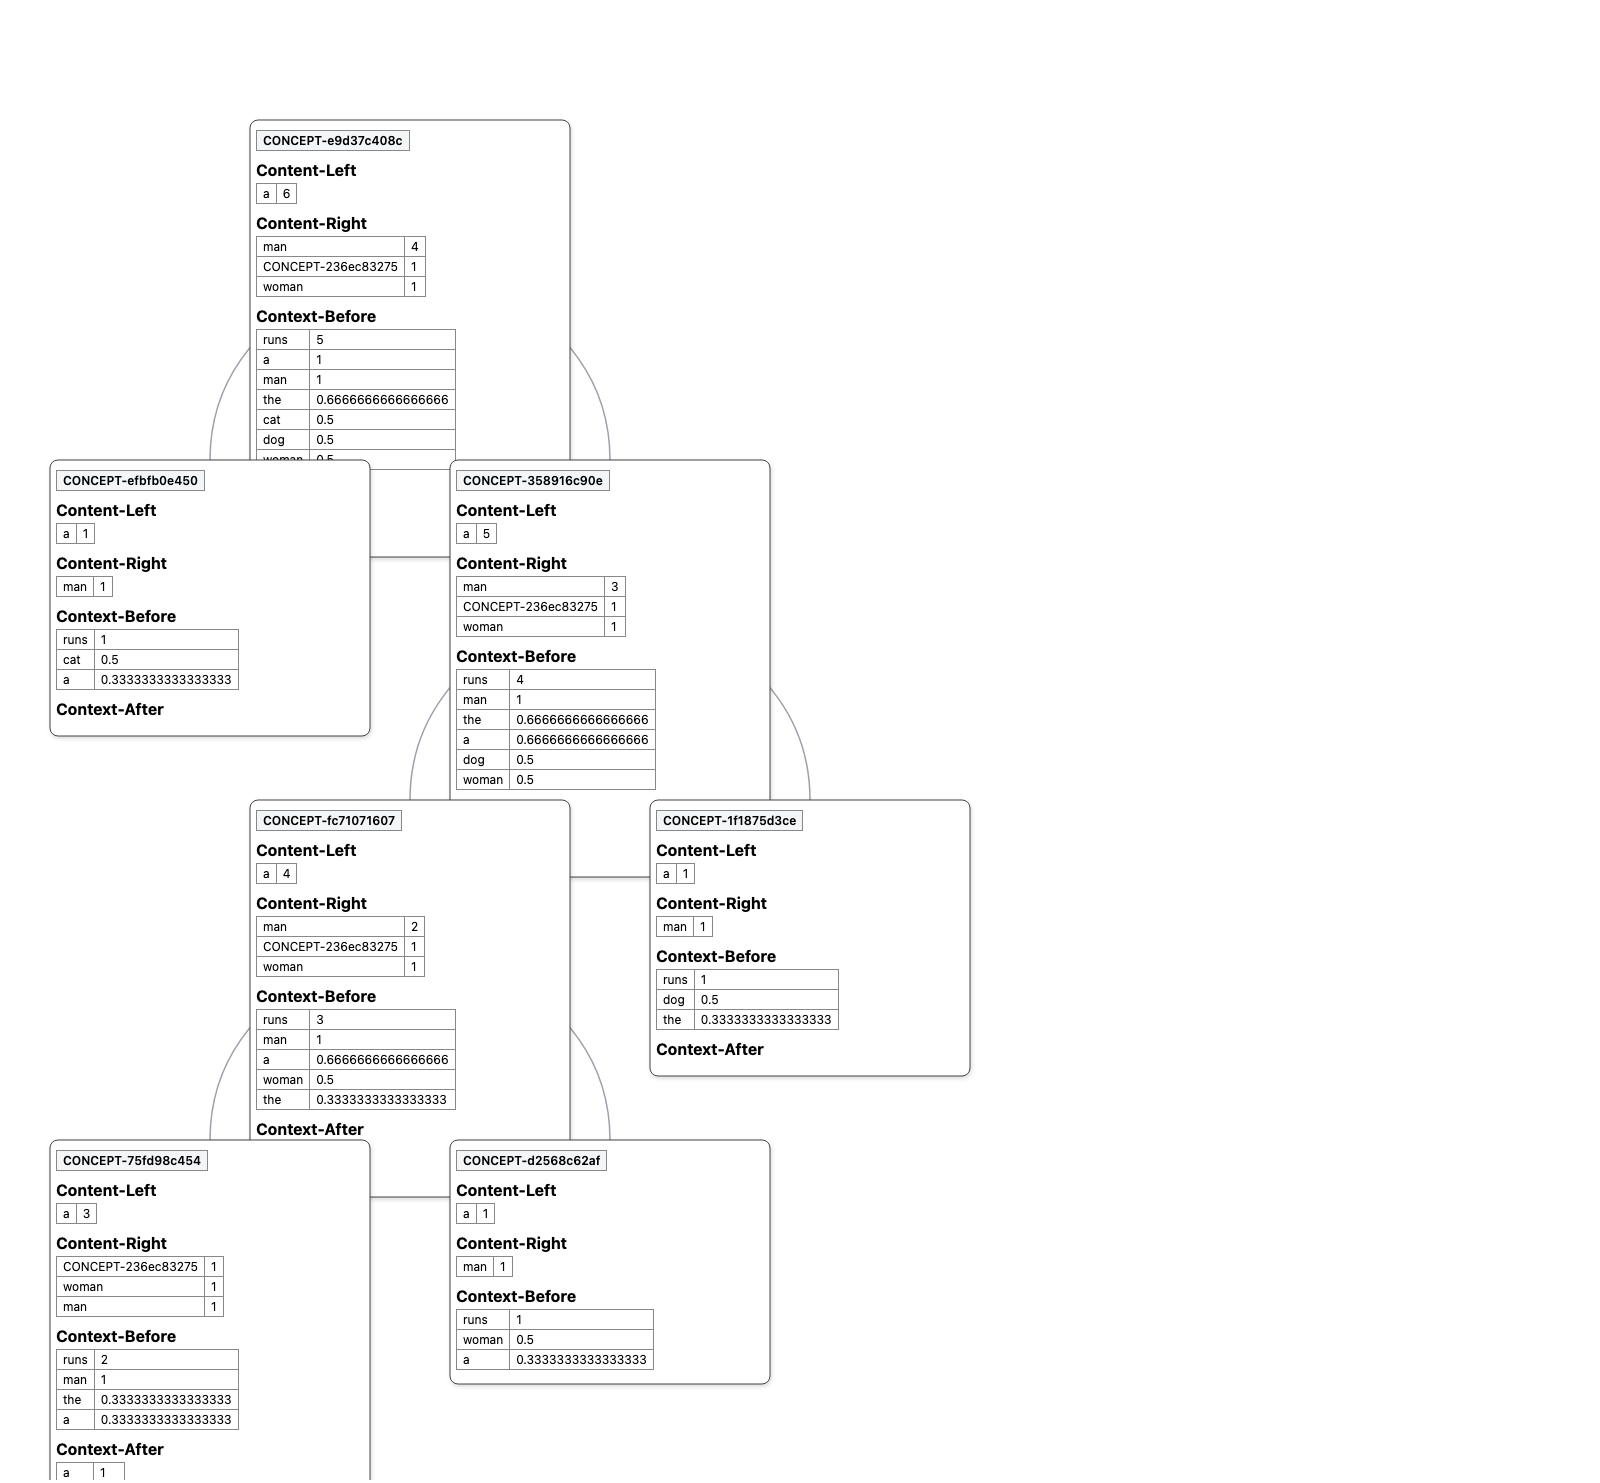 CONCEPT-e9d37c408c
Content-Left
a 6
Content-Right
man 4
CONCEPT-236ec83275 1
woman 1
Context-Before
runs 5
a 1
man 1
the 0.6666666666666666
cat 0.5
dog 0.5
woman 0.5
CONCEPT-efbfb0e450
Content-Left
a 1
Content-Right
man 1
Context-Before
runs 1
cat 0.5
a 0.3333333333333333
Context-After
CONCEPT-358916c90e
Content-Left
a 5
Content-Right
man 3
CONCEPT-236ec83275 1
woman 1
Context-Before
runs 4
man 1
the 0.6666666666666666
a 0.6666666666666666
dog 0.5
woman 0.5
CONCEPT-fc71071607
Content-Left
a 4
Content-Right
man 2
CONCEPT-236ec83275 1
woman 1
Context-Before
runs 3
man 1
a 0.6666666666666666
woman 0.5
the 0.3333333333333333
Context-After
CONCEPT-1f1875d3ce
Content-Left
a 1
Content-Right
man 1
Context-Before
runs 1
dog 0.5
the 0.3333333333333333
Context-After
CONCEPT-75fd98c454
Content-Left
a 3
Content-Right
CONCEPT-236ec83275 1
woman 1
man 1
Context-Before
runs 2
man 1
the 0.3333333333333333
a 0.3333333333333333
Context-After
a 1
CONCEPT-d2568c62af
Content-Left
a 1
Content-Right
man 1
Context-Before
runs 1
woman 0.5
a 0.3333333333333333